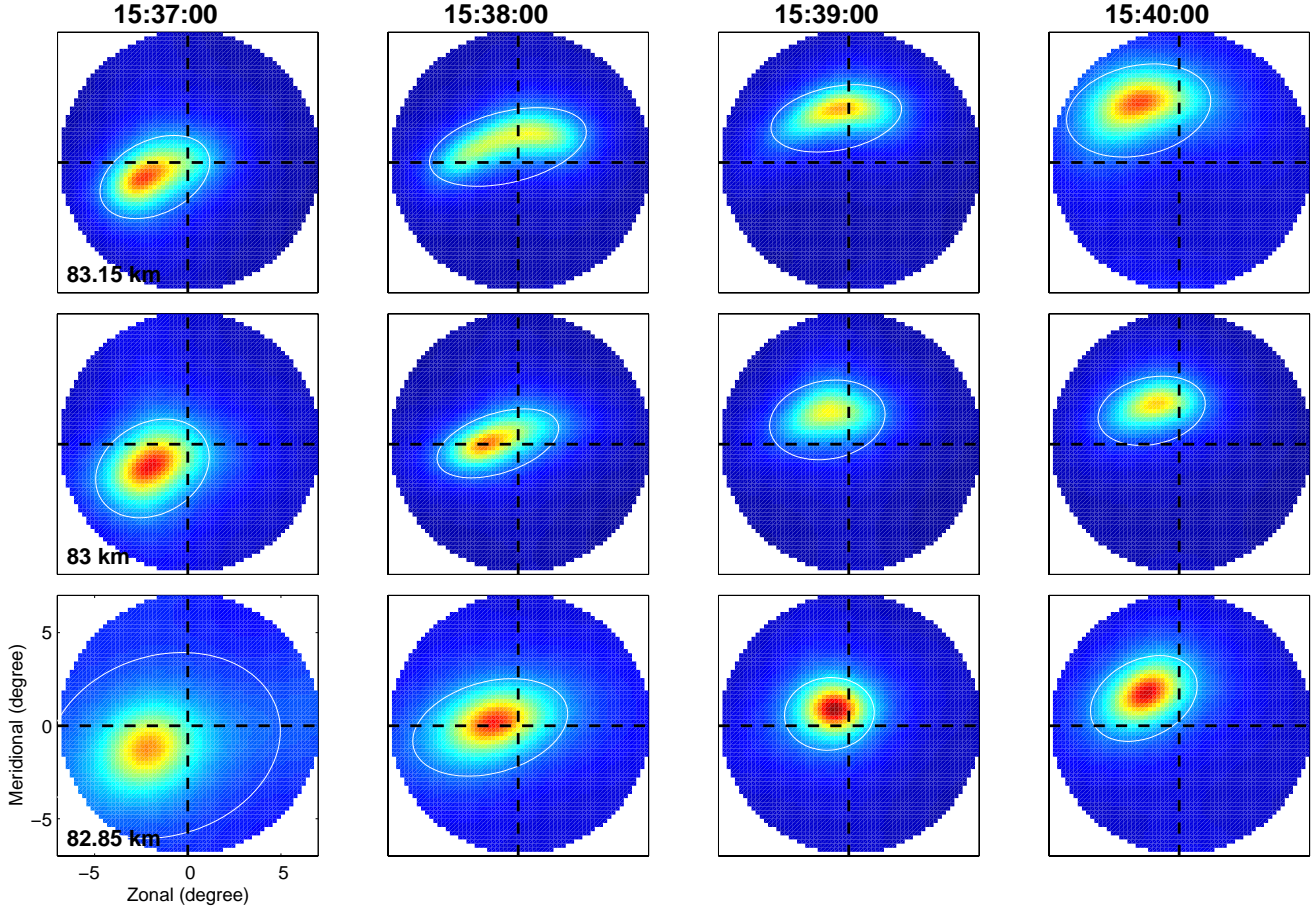 15:37:00 15:38:00 15:39:00 15:40:00
83.15 km
83 km
5
0
−5
Meridional (degree)
82.85 km
−5 0 5
Zonal (degree)